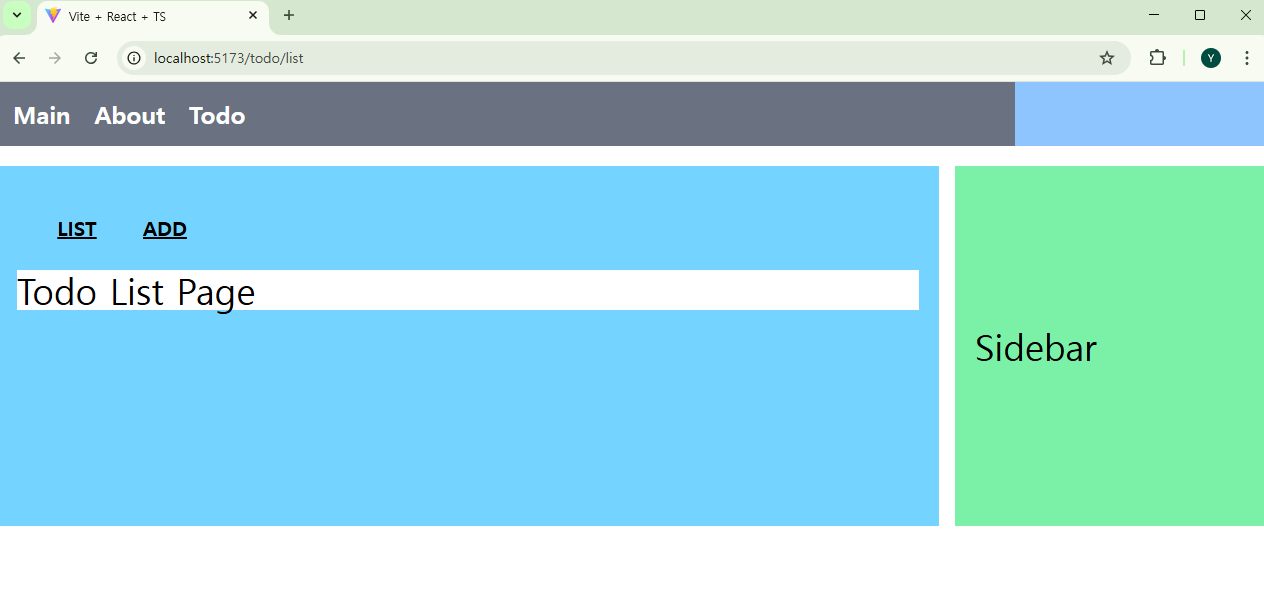 Vite + React + TS
localhost:5173/todo/list
Y
Main About Todo
LIST ADD
Todo List Page
Sidebar